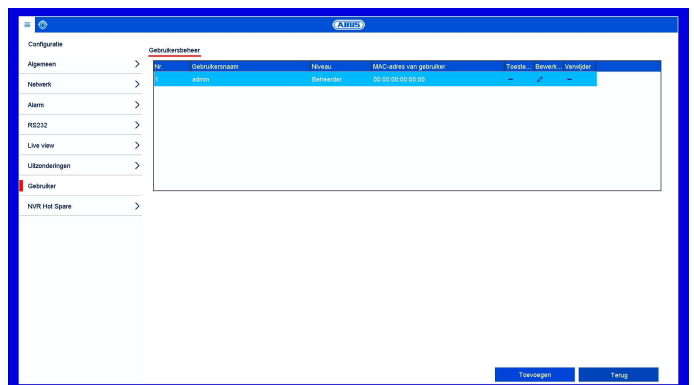 ABUS
Configuratie
Gebruikersbeheer
Algemeen
Netwerk
Alarm
RS232
Live view
Uitzonderingen
Gebruiker
NVR Hot Spare
Nr. Gebruikersnaam Niveau MAC-adres van gebruiker Toeste... Bewerk... Verwijder
1 admin Beheerder 00:00:00:00:00:00 – –
Toevoegen Terug